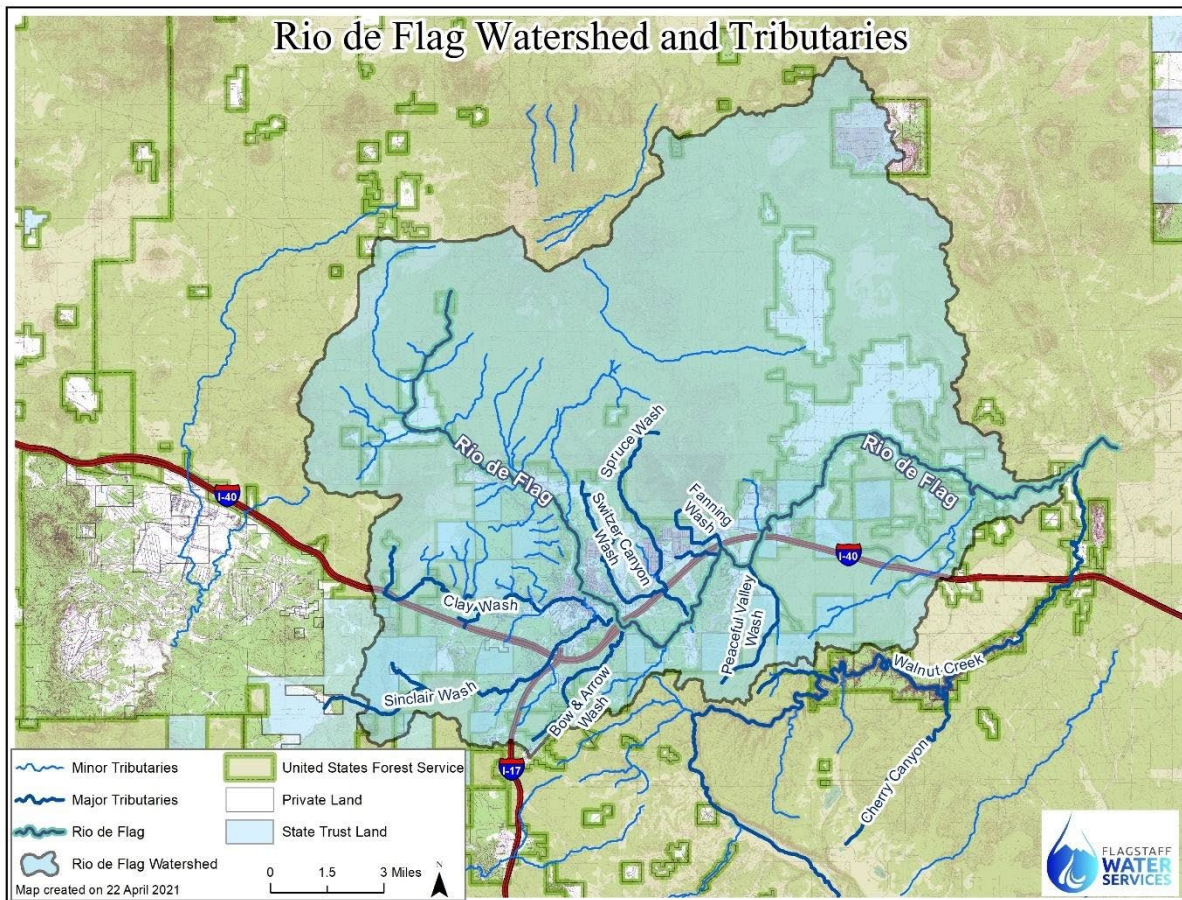 Rio de Flag Watershed and Tributaries
Rio de Flag
Spruce Wash
Switzer Canyon
Wash
Fanning
Wash
Rio de Flag
I-40
I-40
Clay Wash
Peaceful Valley
Wash
Sinclair Wash
Bow & Arrow
Wash
Walnut Creek
Cherry Canyon
I-17
Minor Tributaries
Major Tributaries
Rio de Flag
Rio de Flag Watershed
Map created on 22 April 2021
United States Forest Service
Private Land
State Trust Land
0 1.5 3 Miles
N
FLAGSTAFF
WATER
SERVICES